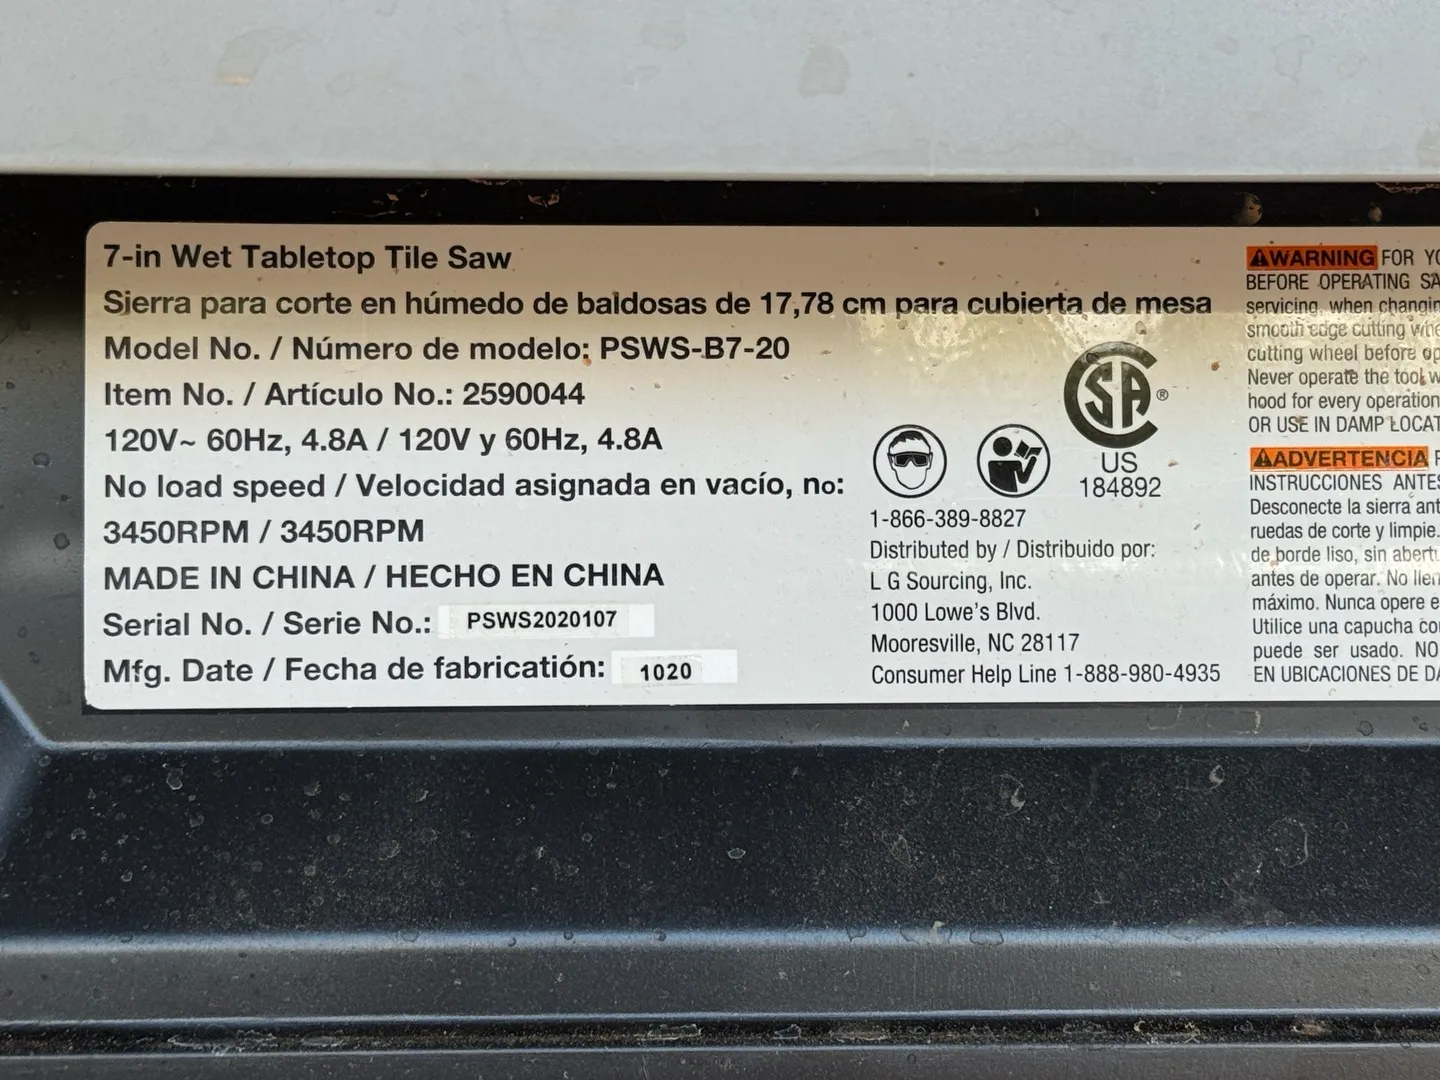 7-in Wet Tabletop Tile Saw
Sierra para corte en húmedo de baldosas de 17,78 cm para cubierta de mesa
Model No. / Número de modelo: PSWS-B7-20
Item No. / Artículo No.: 2590044
120V~ 60Hz, 4.8A / 120V y 60Hz, 4.8A
No load speed / Velocidad asignada en vacío, no:
3450RPM / 3450RPM
MADE IN CHINA / HECHO EN CHINA
Serial No. / Serie No.: PSWS2020107
Mfg. Date / Fecha de fabricatión: 1020
CSA ®
US
184892
1-866-389-8827
Distributed by / Distribuido por:
L G Sourcing, Inc.
1000 Lowe's Blvd.
Mooresville, NC 28117
Consumer Help Line 1-888-980-4935
WARNING FOR
BEFORE OPERATING
servicing, when
smooth edge cutting
cutting wheel before
Never operate the tool
hood for every operation
OR USE IN DAMP
ADVERTENCIA
INSTRUCCIONES
Desconecte la sierra
ruedas de corte y limpie.
de borde liso, sin
antes de operar. No
máximo. Nunca opere
Utilice una capucha
puede ser usado. NO
EN UBICACIONES DE